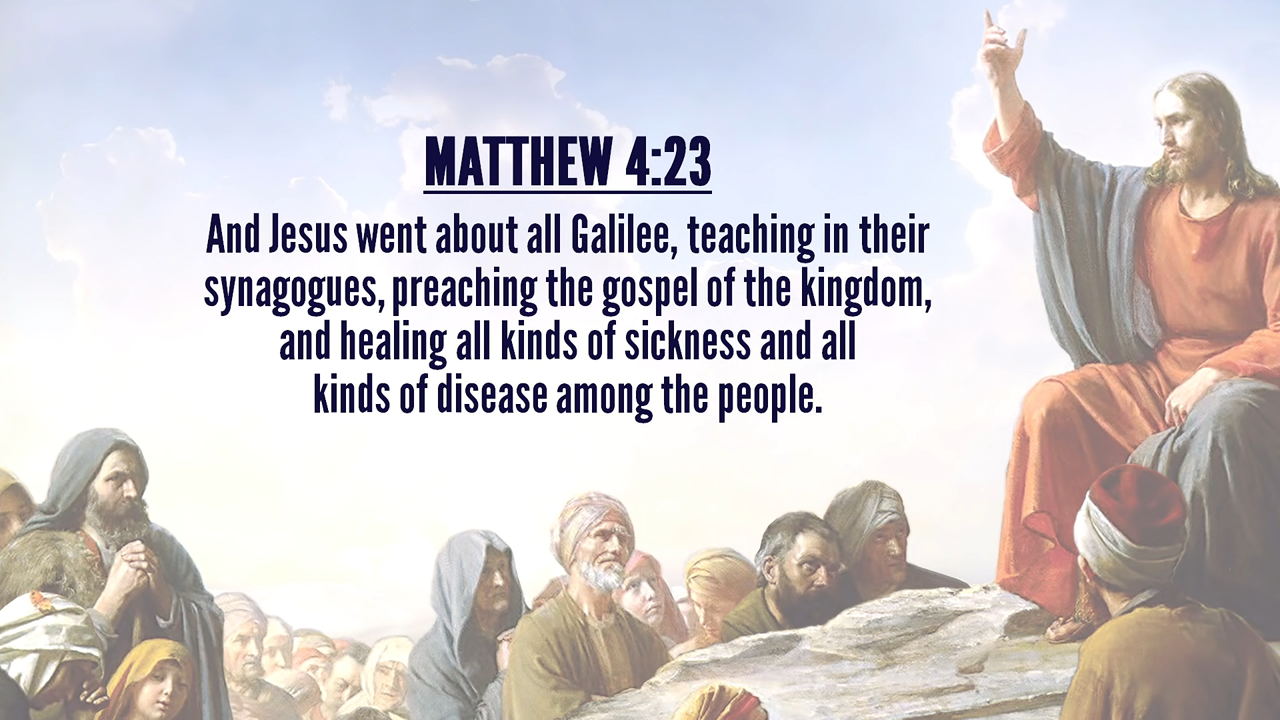 MATTHEW 4:23
And Jesus went about all Galilee, teaching in their
synagogues, preaching the gospel of the kingdom,
and healing all kinds of sickness and all
kinds of disease among the people.